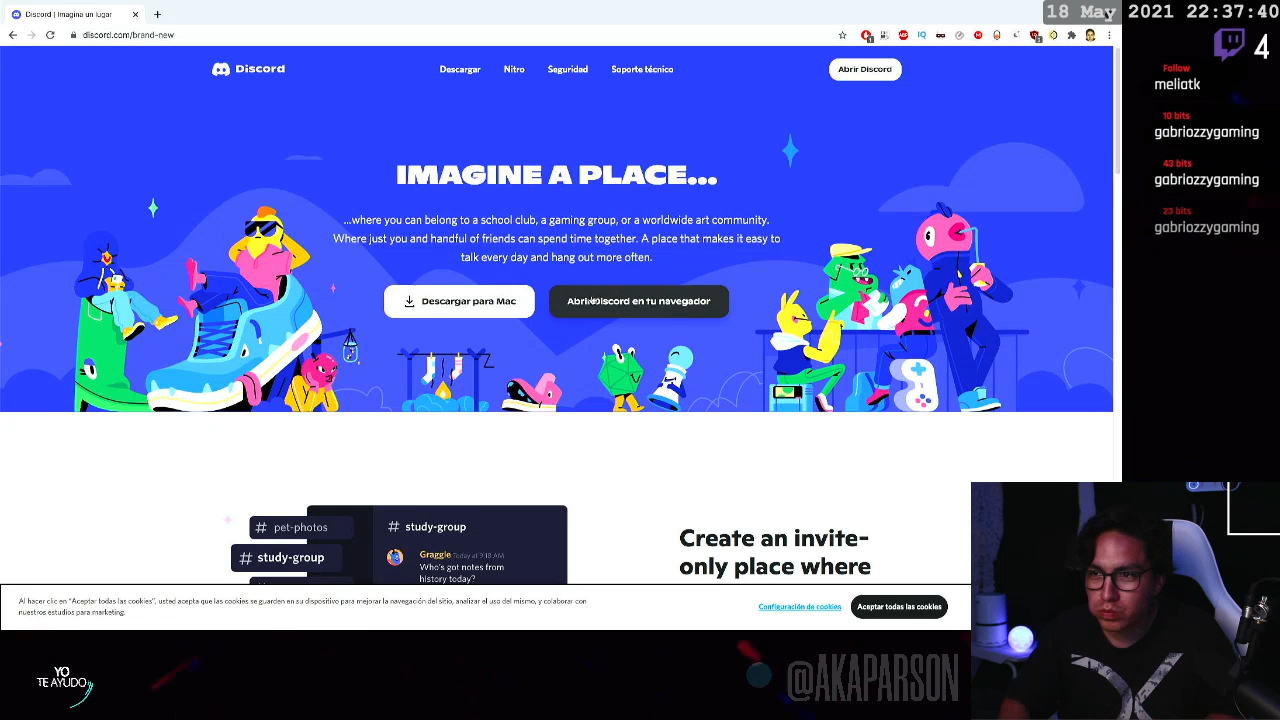 Discord | Imagina un lugar
18 May 2021 22:37:40
discord.com/brand-new
4
Discord
Descargar
Nitro
Seguridad
Soporte técnico
Abrir Discord
Follow
meliatk
10 bits
gabriozzygaming
43 bits
gabriozzygaming
23 bits
gabriozzygaming
IMAGINE A PLACE...
...where you can belong to a school club, a gaming group, or a worldwide art community.
Where just you and handful of friends can spend time together. A place that makes it easy to
talk every day and hang out more often.
Descargar para Mac
Abrir Discord en tu navegador
# pet-photos
# study-group
# study-group
Graggle Today at 9:18 AM
Who's got notes from
history today?
Create an invite-
only place where
Al hacer clic en "Aceptar todas las cookies", usted acepta que las cookies se guarden en su dispositivo para mejorar la navegación del sitio, analizar el uso del mismo, y colaborar con
nuestros estudios para marketing.
Configuración de cookies
Aceptar todas las cookies
YO
TE AYUDO
@AKAPARSON